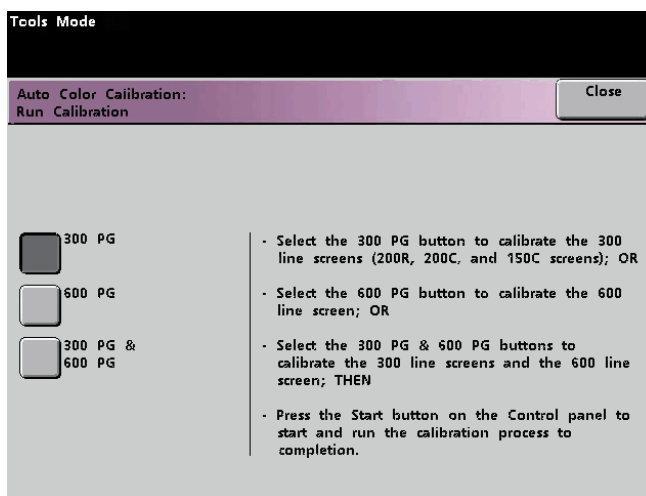 Tools Mode
Auto Color Calibration:
Run Calibration
Close
300 PG
600 PG
300 PG &
600 PG
- Select the 300 PG button to calibrate the 300
line screens (200R, 200C, and 150C screens); OR
- Select the 600 PG button to calibrate the 600
line screen; OR
- Select the 300 PG & 600 PG buttons to
calibrate the 300 line screens and the 600 line
screen; THEN
- Press the Start button on the Control panel to
start and run the calibration process to
completion.